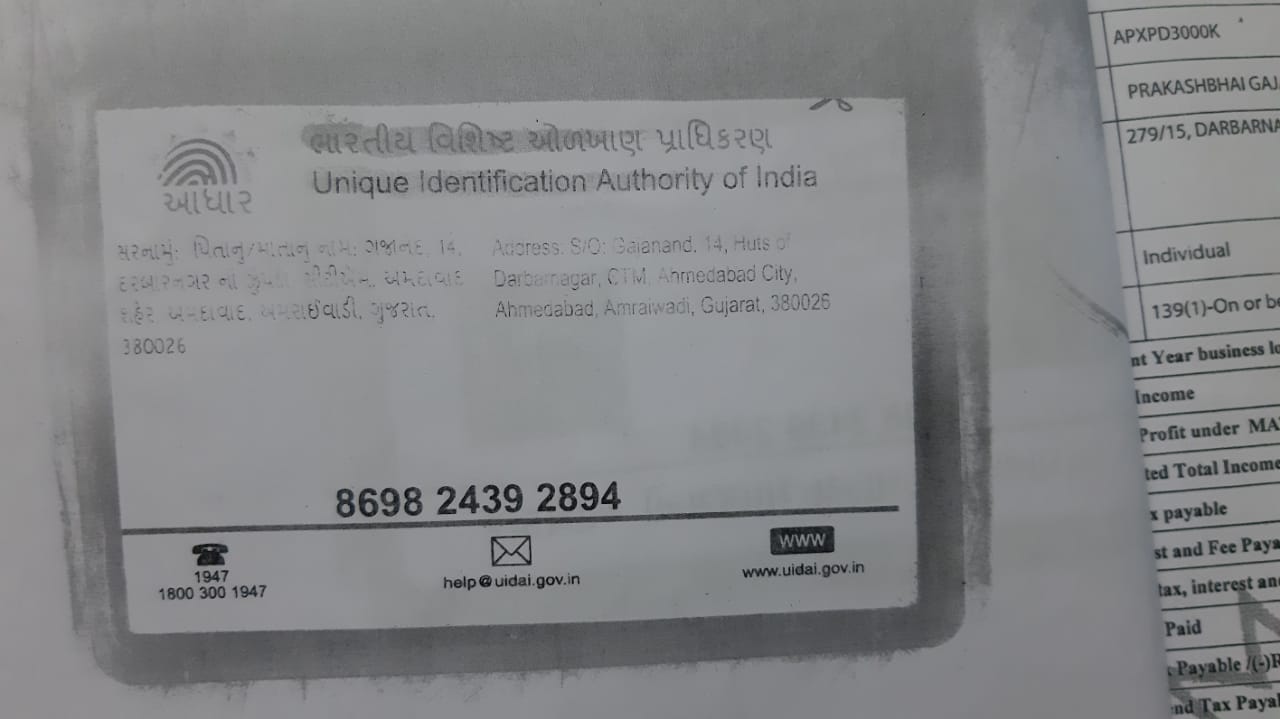 આધાર
ભારતીય વિશિષ્ટ ઓળખાણ પ્રાધિકરણ
Unique Identification Authority of India
સરનામું: પિતાનું/માતાનું નામ: ગજાનંદ, 14,
દરબારનગર ના સીટીએમ, અમદાવાદ
શહેર, અમદાવાદ, અમરાઈવાડી, ગુજરાત,
380026
Address: S/O: Gajanand, 14, Huts of
Darbarnagar, CTM, Ahmedabad City,
Ahmedabad, Amraiwadi, Gujarat, 380026
8698 2439 2894
1947
1800 300 1947
help@uidai.gov.in
www
www.uidai.gov.in
APXPD3000K
PRAKASHBHAI GAJ
279/15, DARBARNA
Individual
139(1)-On or be
nt Year business lo
Income
Profit under MA
ted Total Income
x payable
st and Fee Paya
tax, interest and
Paid
Payable /(-)R
nd Tax Payal